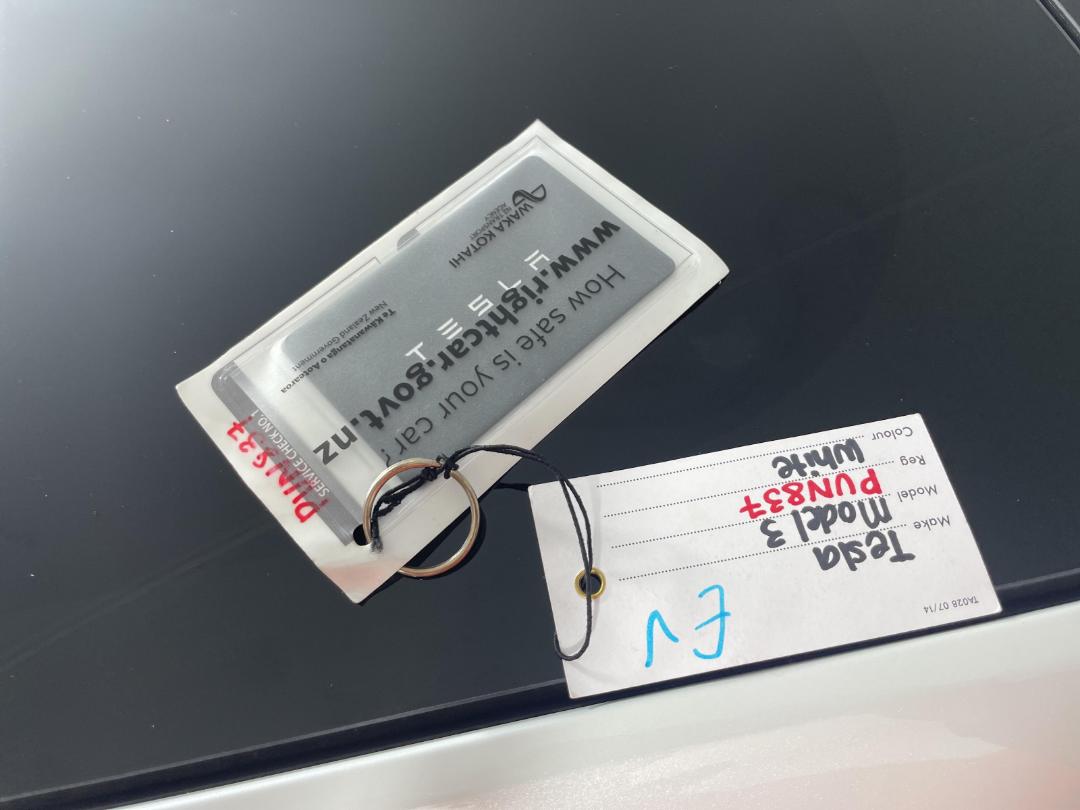 How safe is your car?
www.rightcar.govt.nz
TESLA
WAKA KOTAHI
NZ TRANSPORT
AGENCY
Te Kāwanatanga o Aotearoa
New Zealand Government
SERVICE CHECK NO. 1
PUN837
EV
TA028 07/14
Make Tesla
Model Model 3
Reg PUN837
Colour White